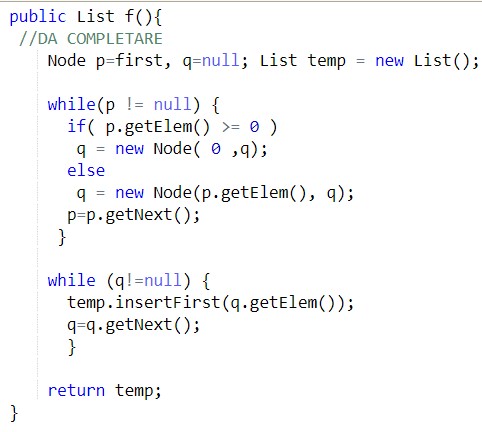 public List f(){
//DA COMPLETARE
Node p=first, q=null; List temp = new List();
while(p != null) {
if( p.getElem() >= 0 )
q = new Node( 0 ,q);
else
q = new Node(p.getElem(), q);
p=p.getNext();
}
while (q!=null) {
temp.insertFirst(q.getElem());
q=q.getNext();
}
return temp;
}